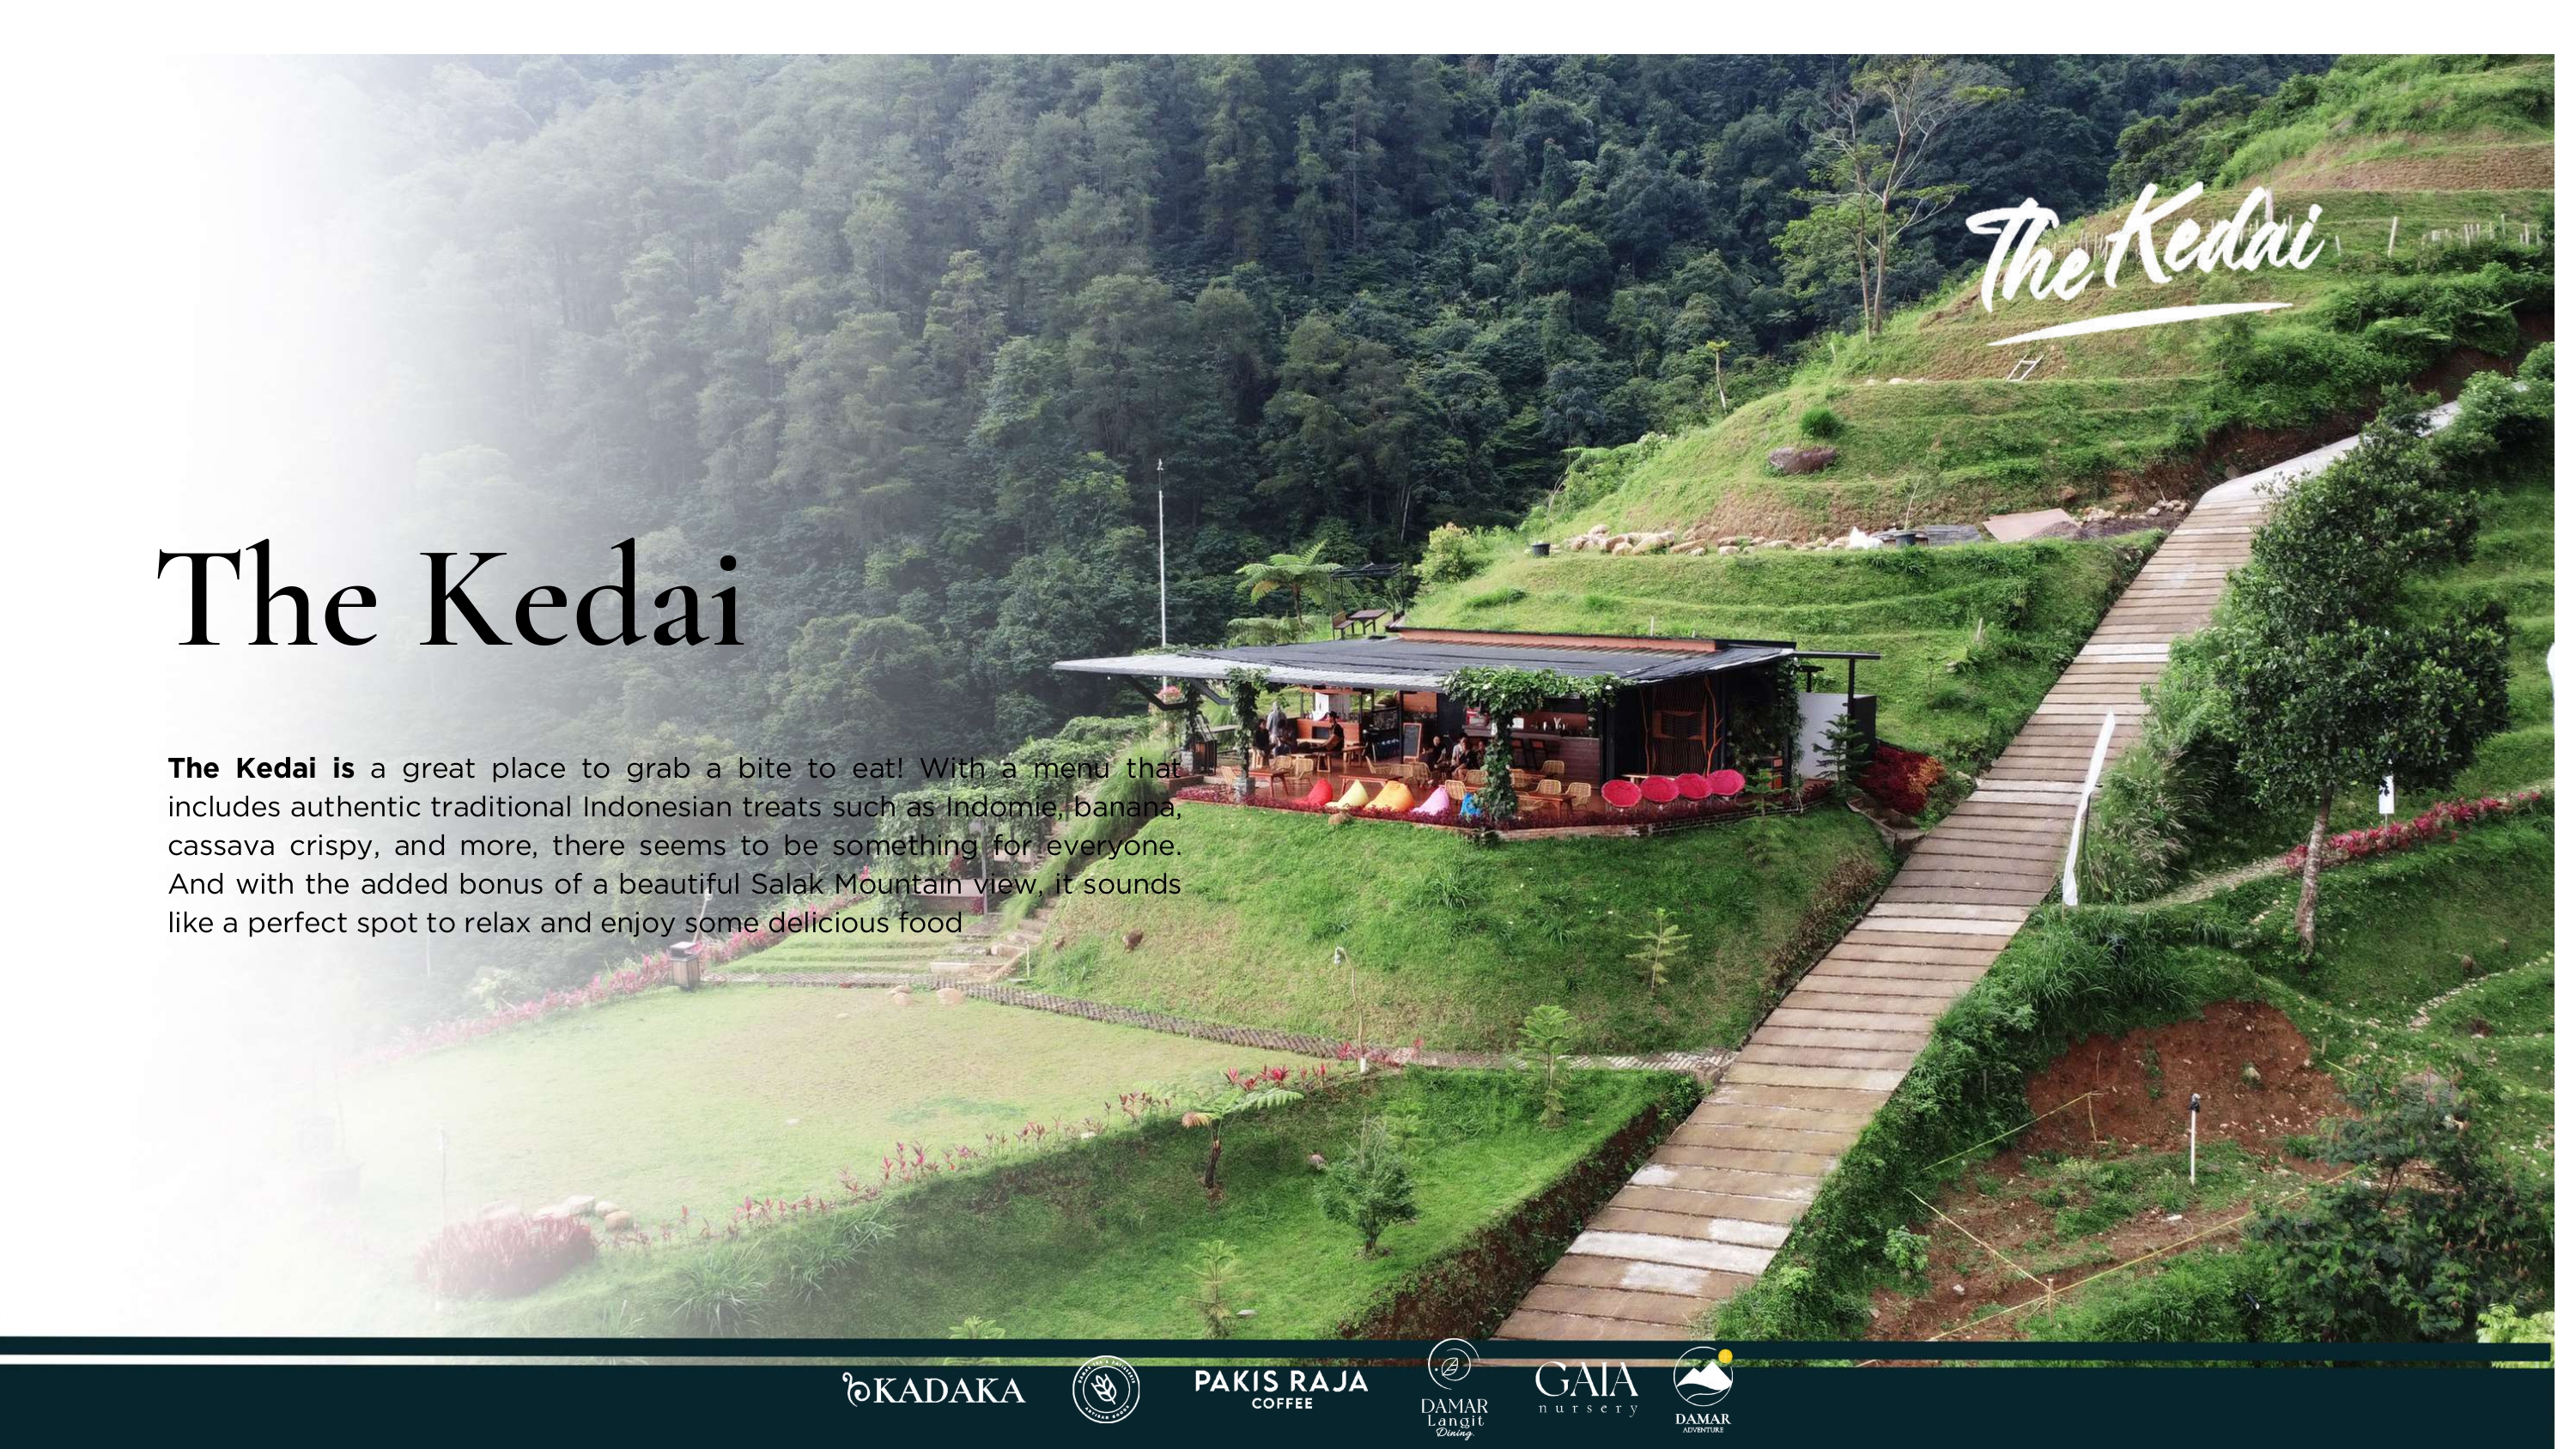 The Kedai
The Kedai
The Kedai is a great place to grab a bite to eat! With a menu that
includes authentic traditional Indonesian treats such as Indomie, banana,
cassava crispy, and more, there seems to be something for everyone.
And with the added bonus of a beautiful Salak Mountain view, it sounds
like a perfect spot to relax and enjoy some delicious food
KADAKA
PAKIS RAJA
COFFEE
DAMAR
Langit
Dining
GAIA
nursery
DAMAR
ADVENTURE